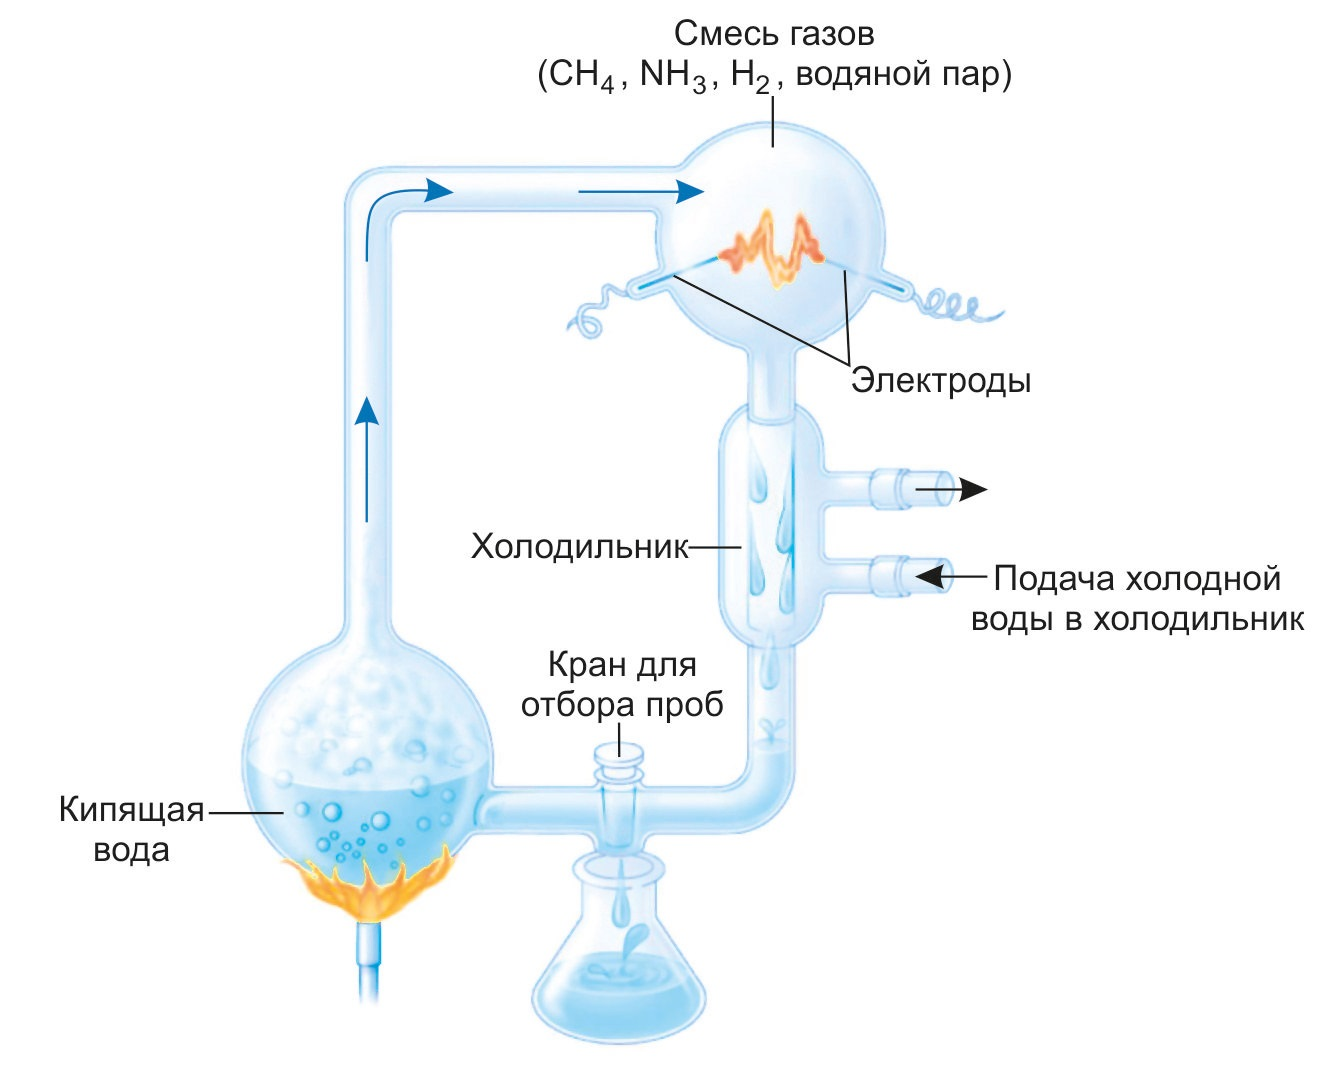 Смесь газов
(CH₄, NH₃, H₂, водяной пар)
Электроды
Холодильник
Подача холодной
воды в холодильник
Кран для
отбора проб
Кипящая
вода